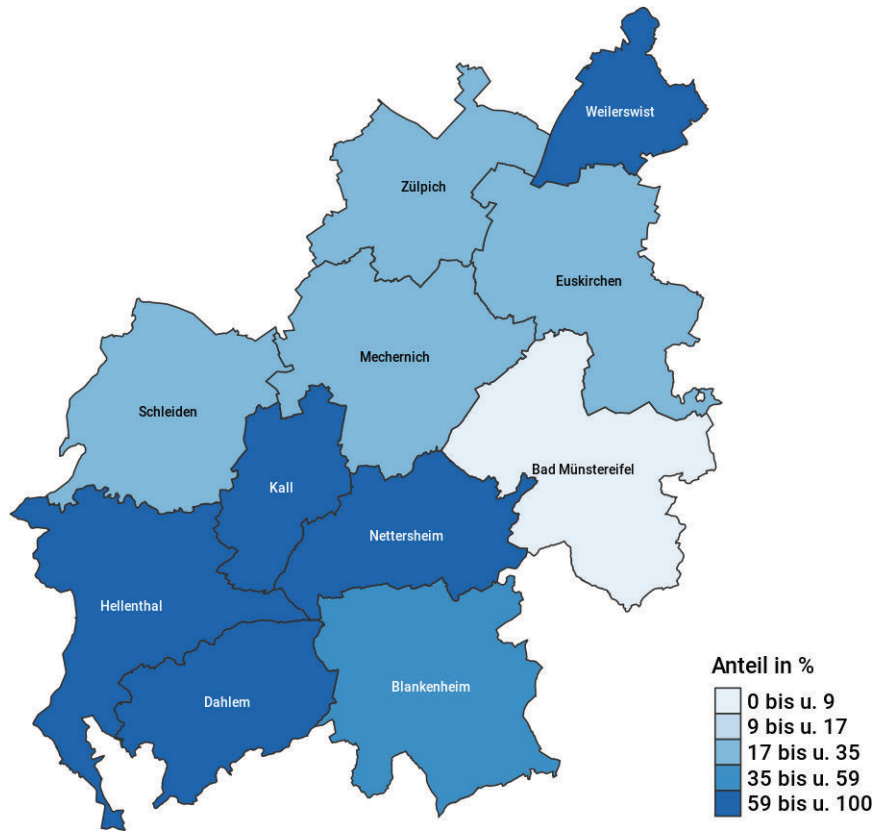 Weilerswist
Zülpich
Euskirchen
Mechernich
Schleiden
Bad Münstereifel
Kall
Nettersheim
Hellenthal
Blankenheim
Dahlem
Anteil in %
0 bis u. 9
9 bis u. 17
17 bis u. 35
35 bis u. 59
59 bis u. 100